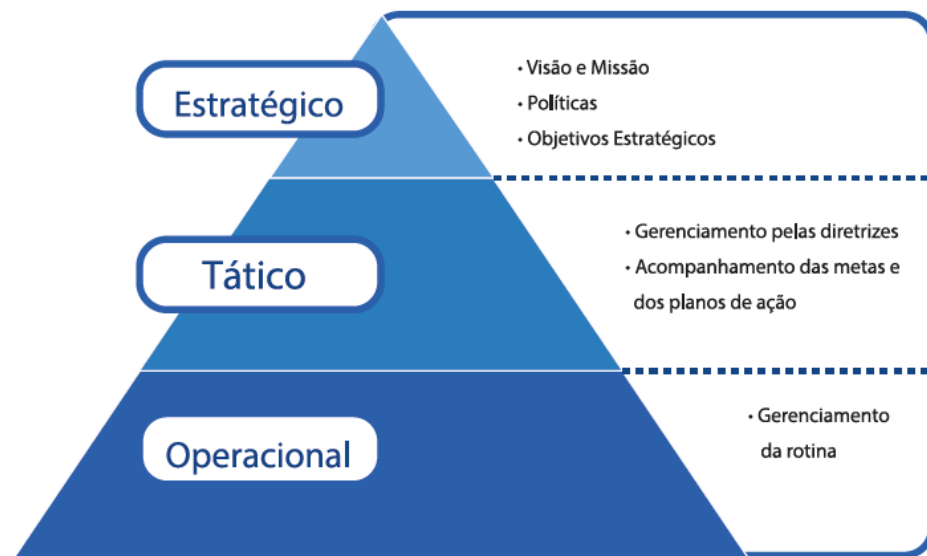 Estratégico
• Visão e Missão
• Políticas
• Objetivos Estratégicos
Tático
• Gerenciamento pelas diretrizes
• Acompanhamento das metas e
dos planos de ação
Operacional
• Gerenciamento
da rotina